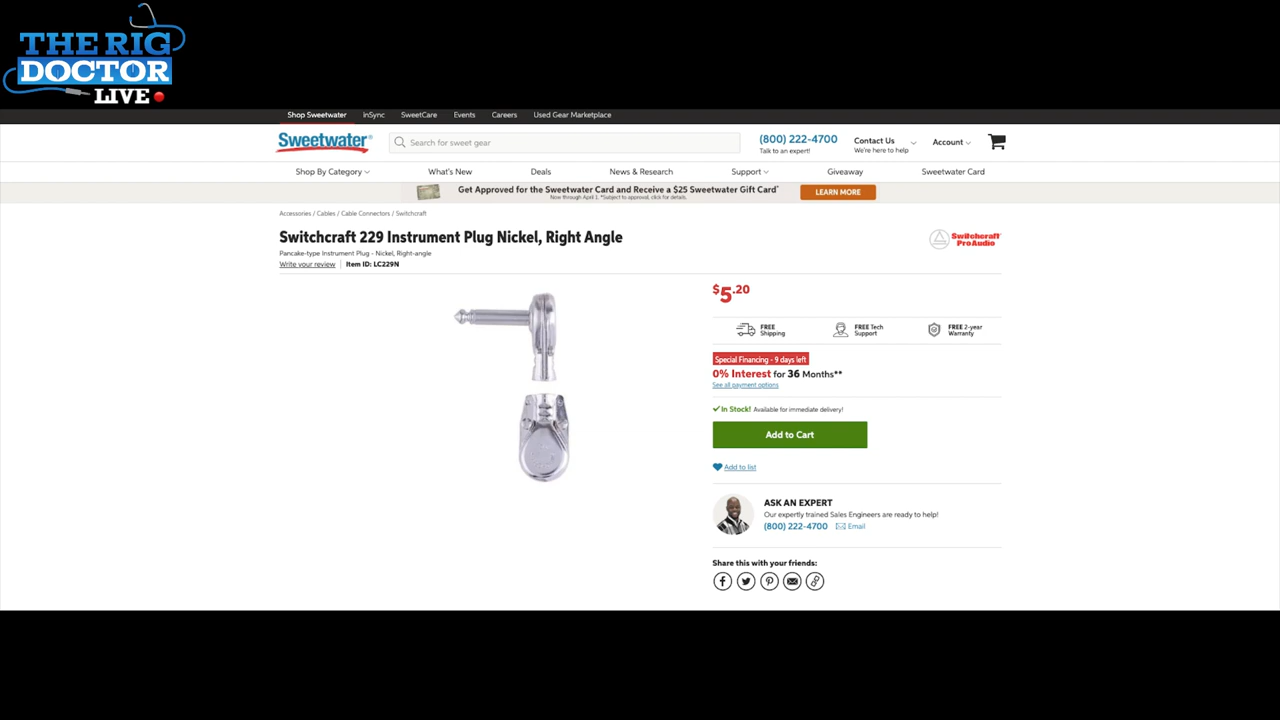 THE RIG
DOCTOR
LIVE
Shop Sweetwater inSync SweetCare Events Careers Used Gear Marketplace
Sweetwater®
Search for sweet gear
(800) 222-4700
Talk to an expert!
Contact Us
We're here to help
Account
Shop By Category What's New Deals News & Research Support Giveaway Sweetwater Card
Get Approved for the Sweetwater Card and Receive a $25 Sweetwater Gift Card*
Now through April 1. *Subject to approval, click for details.
LEARN MORE
Accessories / Cables / Cable Connectors / Switchcraft
Switchcraft 229 Instrument Plug Nickel, Right Angle
Pancake-type Instrument Plug - Nickel, Right-angle
Write your review | Item ID: LC229N
Switchcraft®
Pro Audio
$5.20
FREE
Shipping
FREE Tech
Support
FREE 2-year
Warranty
Special Financing - 9 days left
0% Interest for 36 Months**
See all payment options
In Stock! Available for immediate delivery!
Add to Cart
Add to list
ASK AN EXPERT
Our expertly trained Sales Engineers are ready to help!
(800) 222-4700 Email
Share this with your friends: